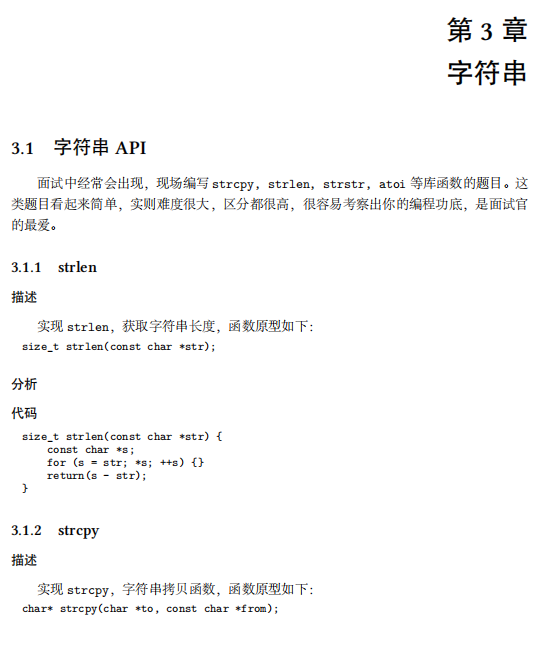 第 3 章
字符串
3.1 字符串 API
面试中经常会出现，现场编写 strcpy, strlen, strstr, atoi 等库函数的题目。这
类题目看起来简单，实则难度很大，区分都很高，很容易考察出你的编程功底，是面试官
的最爱。
3.1.1 strlen
描述
实现 strlen，获取字符串长度，函数原型如下：
size_t strlen(const char *str);
分析
代码
size_t strlen(const char *str) {
    const char *s;
    for (s = str; *s; ++s) {}
    return(s - str);
}
3.1.2 strcpy
描述
实现 strcpy，字符串拷贝函数，函数原型如下：
char* strcpy(char *to, const char *from);